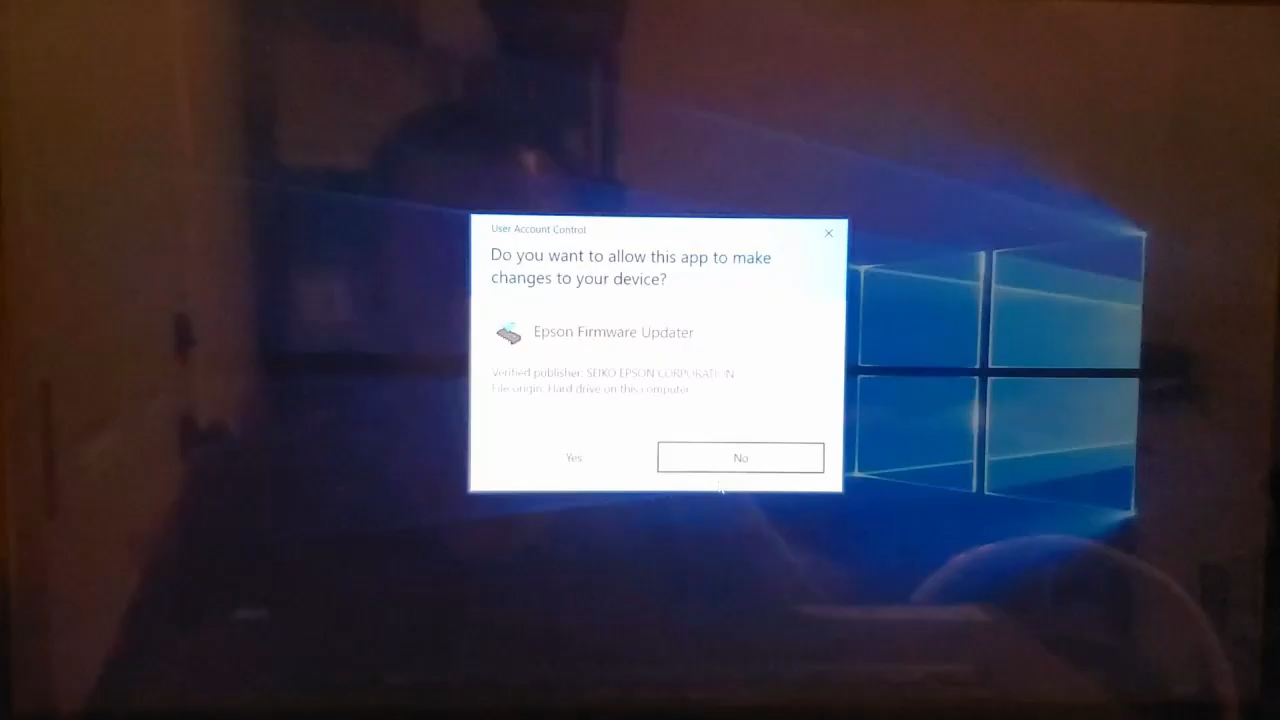 User Account Control
Do you want to allow this app to make
changes to your device?
Epson Firmware Updater
Verified publisher: SEIKO EPSON CORPORATION
File origin: Hard drive on this computer
Yes
No